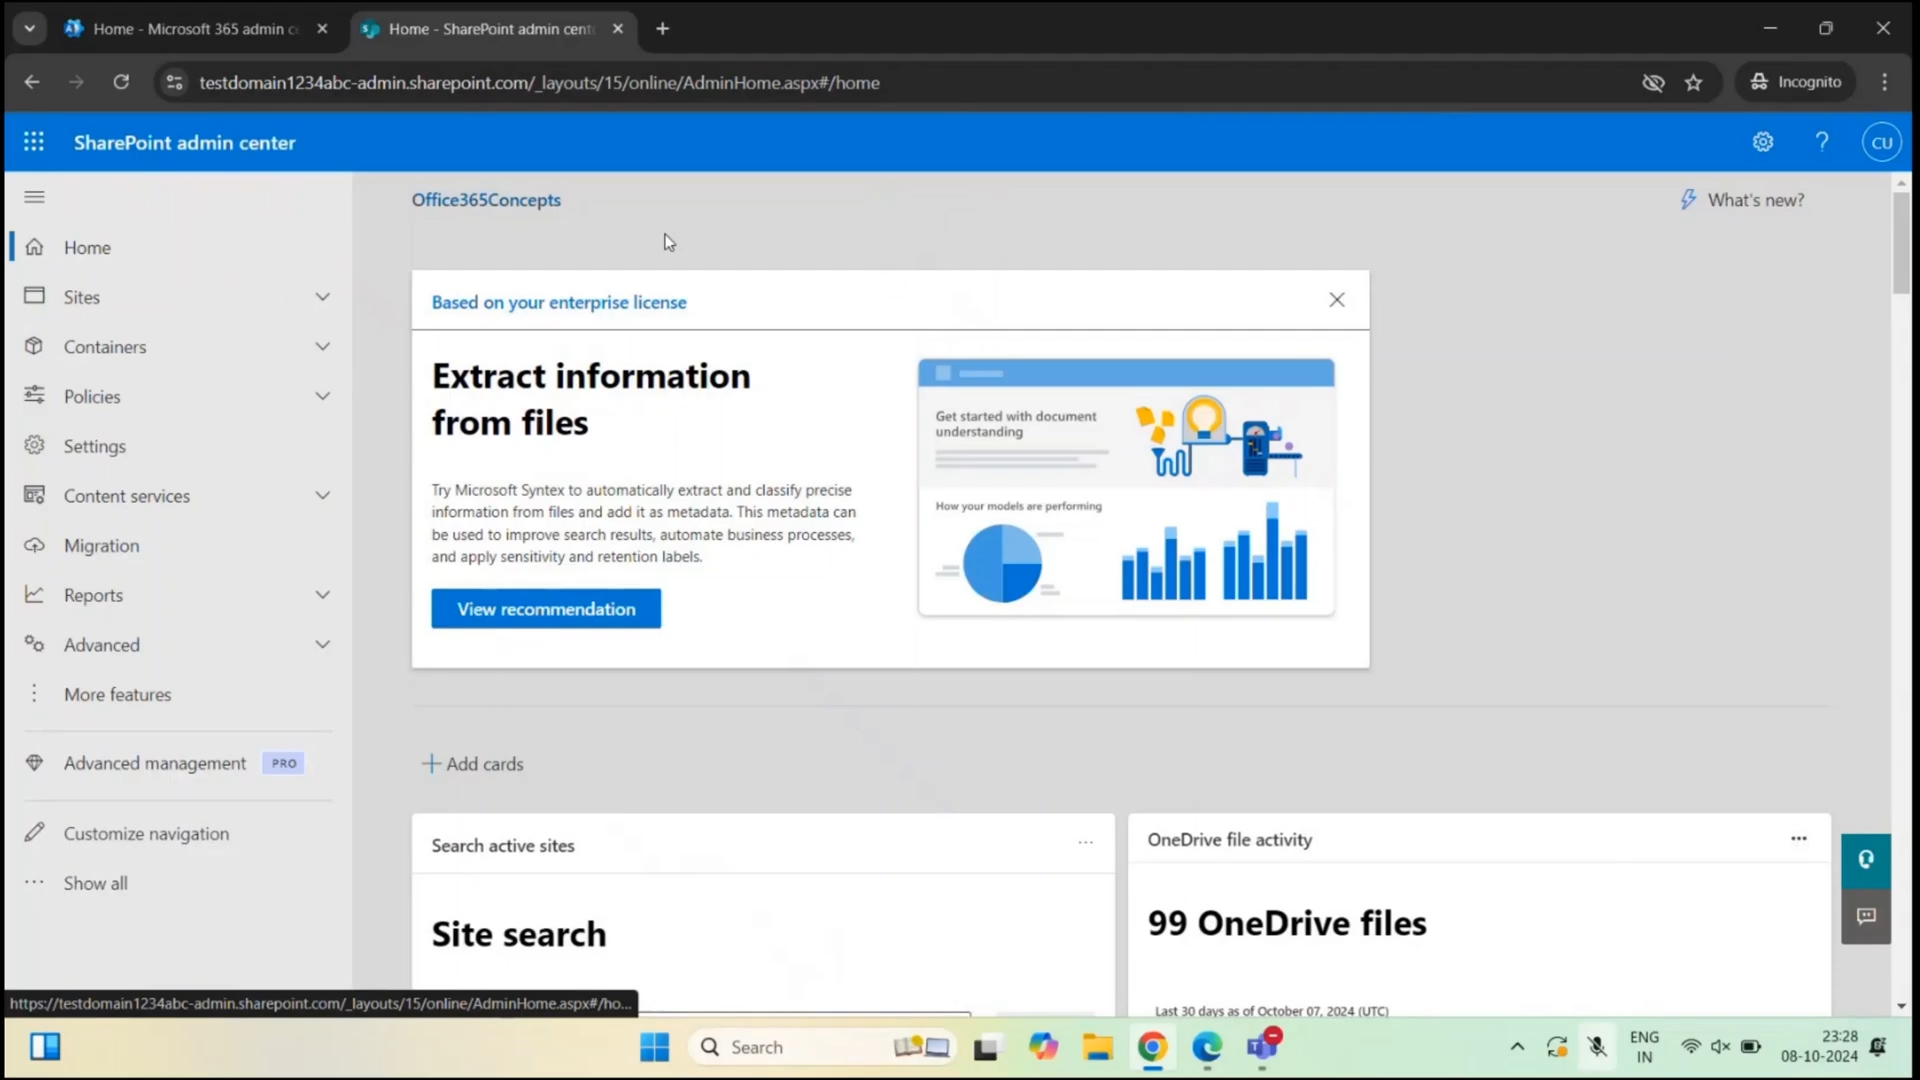 Home - Microsoft 365 admin c
Home - SharePoint admin cent
testdomain1234abc-admin.sharepoint.com/_layouts/15/online/AdminHome.aspx#/home
Incognito
SharePoint admin center
CU
Office365Concepts
What's new?
Home
Sites
Containers
Policies
Settings
Content services
Migration
Reports
Advanced
More features
Advanced management PRO
Customize navigation
Show all
Based on your enterprise license
Extract information
from files
Try Microsoft Syntex to automatically extract and classify precise
information from files and add it as metadata. This metadata can
be used to improve search results, automate business processes,
and apply sensitivity and retention labels.
View recommendation
Get started with document
understanding
How your models are performing
Add cards
Search active sites
Site search
OneDrive file activity
99 OneDrive files
Last 30 days as of October 07, 2024 (UTC)
https://testdomain1234abc-admin.sharepoint.com/_layouts/15/online/AdminHome.aspx#/ho...
Search
ENG
IN
23:28
08-10-2024